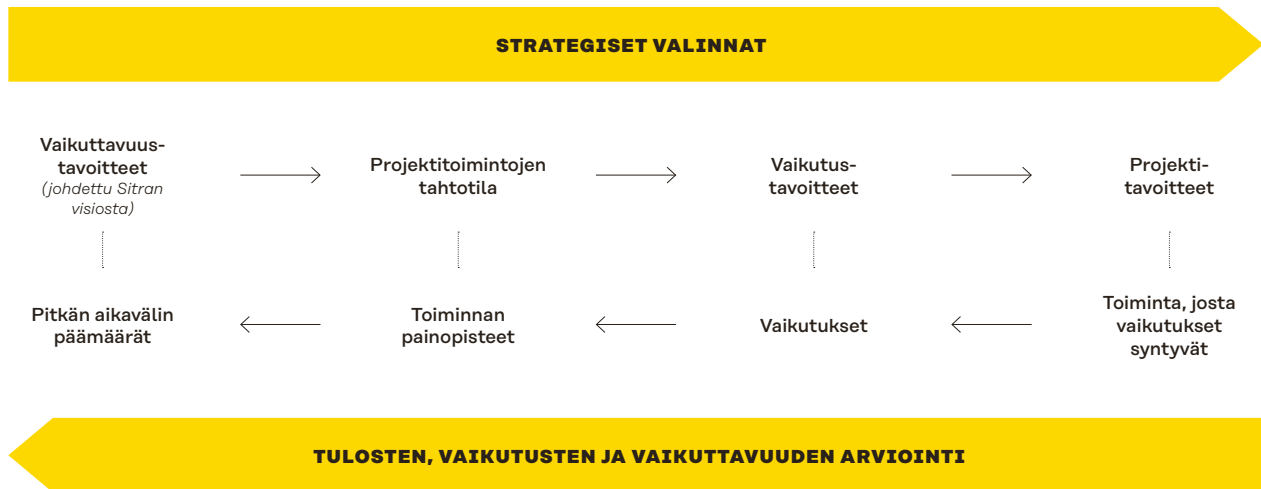 STRATEGISET VALINNAT
Vaikuttavuus-
tavoitteet
(johdettu Sitran
visiosta)
Projektitoimintojen
tahtotila
Vaikutus-
tavoitteet
Projekti-
tavoitteet
Pitkän aikavälin
päämäärät
Toiminnan
painopisteet
Vaikutukset
Toiminta, josta
vaikutukset
syntyvät
TULOSTEN, VAIKUTUSTEN JA VAIKUTTAVUUDEN ARVIOINTI